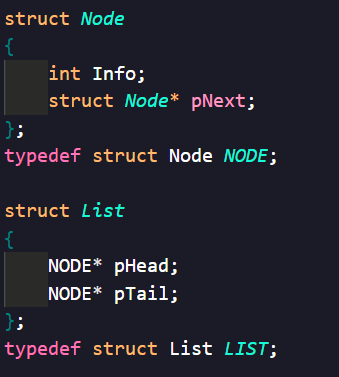 struct Node
{
    int Info;
    struct Node* pNext;
};
typedef struct Node NODE;

struct List
{
    NODE* pHead;
    NODE* pTail;
};
typedef struct List LIST;